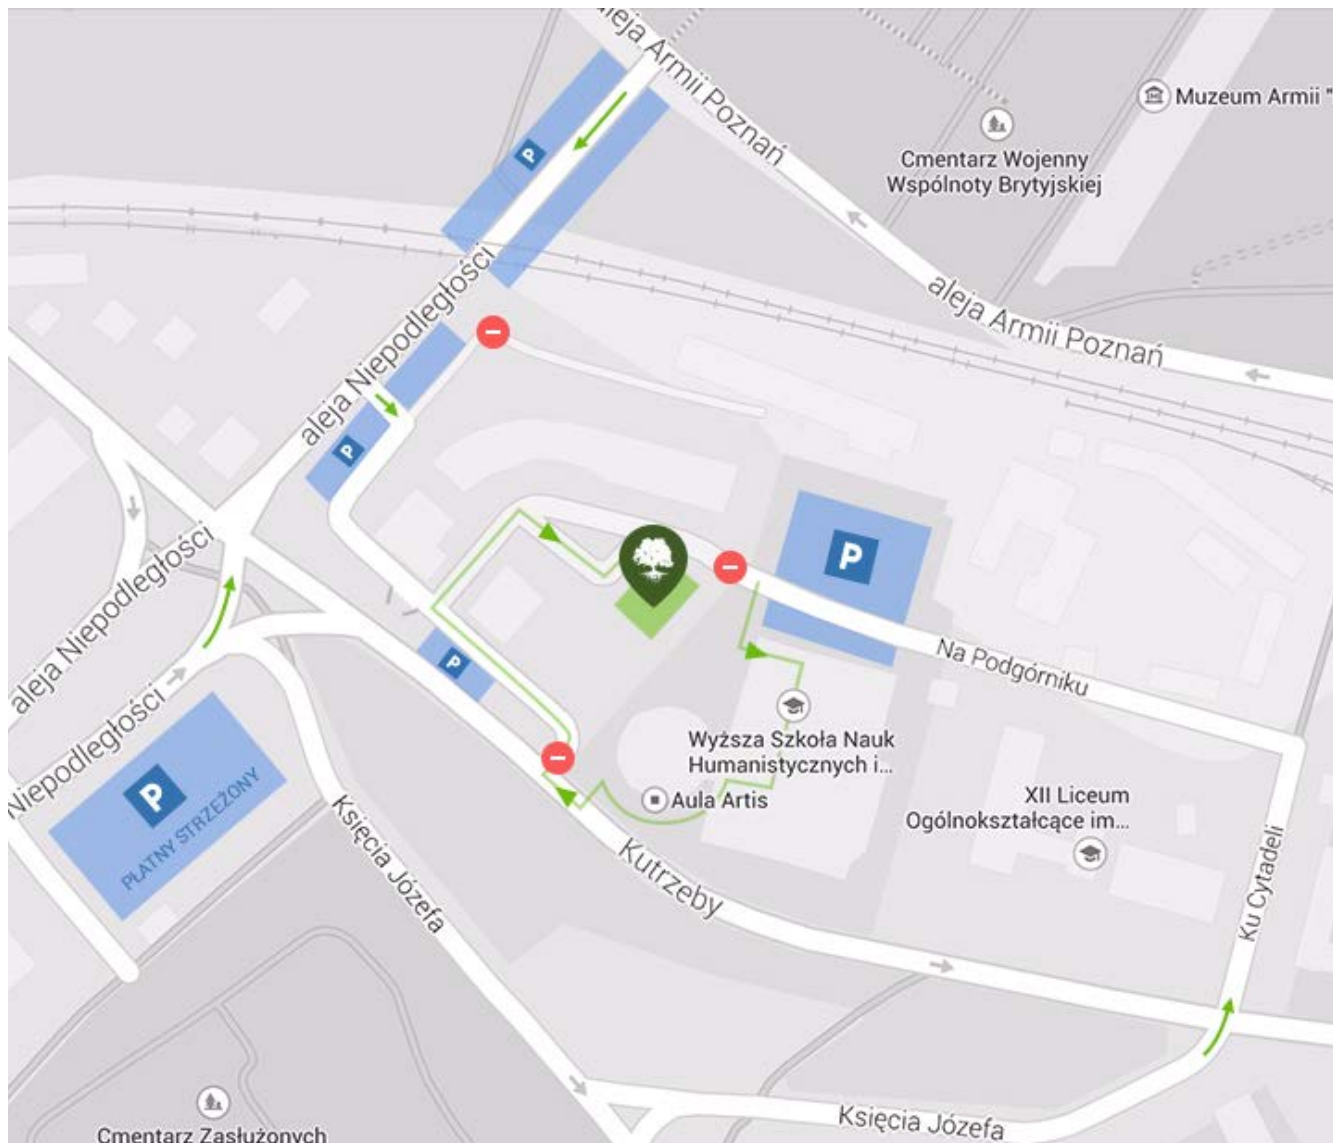 aleja Armii Poznań
Muzeum Armii "
Cmentarz Wojenny
Wspólnoty Brytyjskiej
P
aleja Armii Poznań
aleja Niepodległości
P
P
Na Podgórniku
aleja Niepodległości
P
Niepodległości
Wyższa Szkoła Nauk
Humanistycznych i...
P
PŁATNY STRZEŻONY
Aula Artis
XII Liceum
Ogólnokształcące im...
Księcia Józefa
Kutrzeby
Ku Cytadeli
Księcia Józefa
Cmentarz Zasłużonych